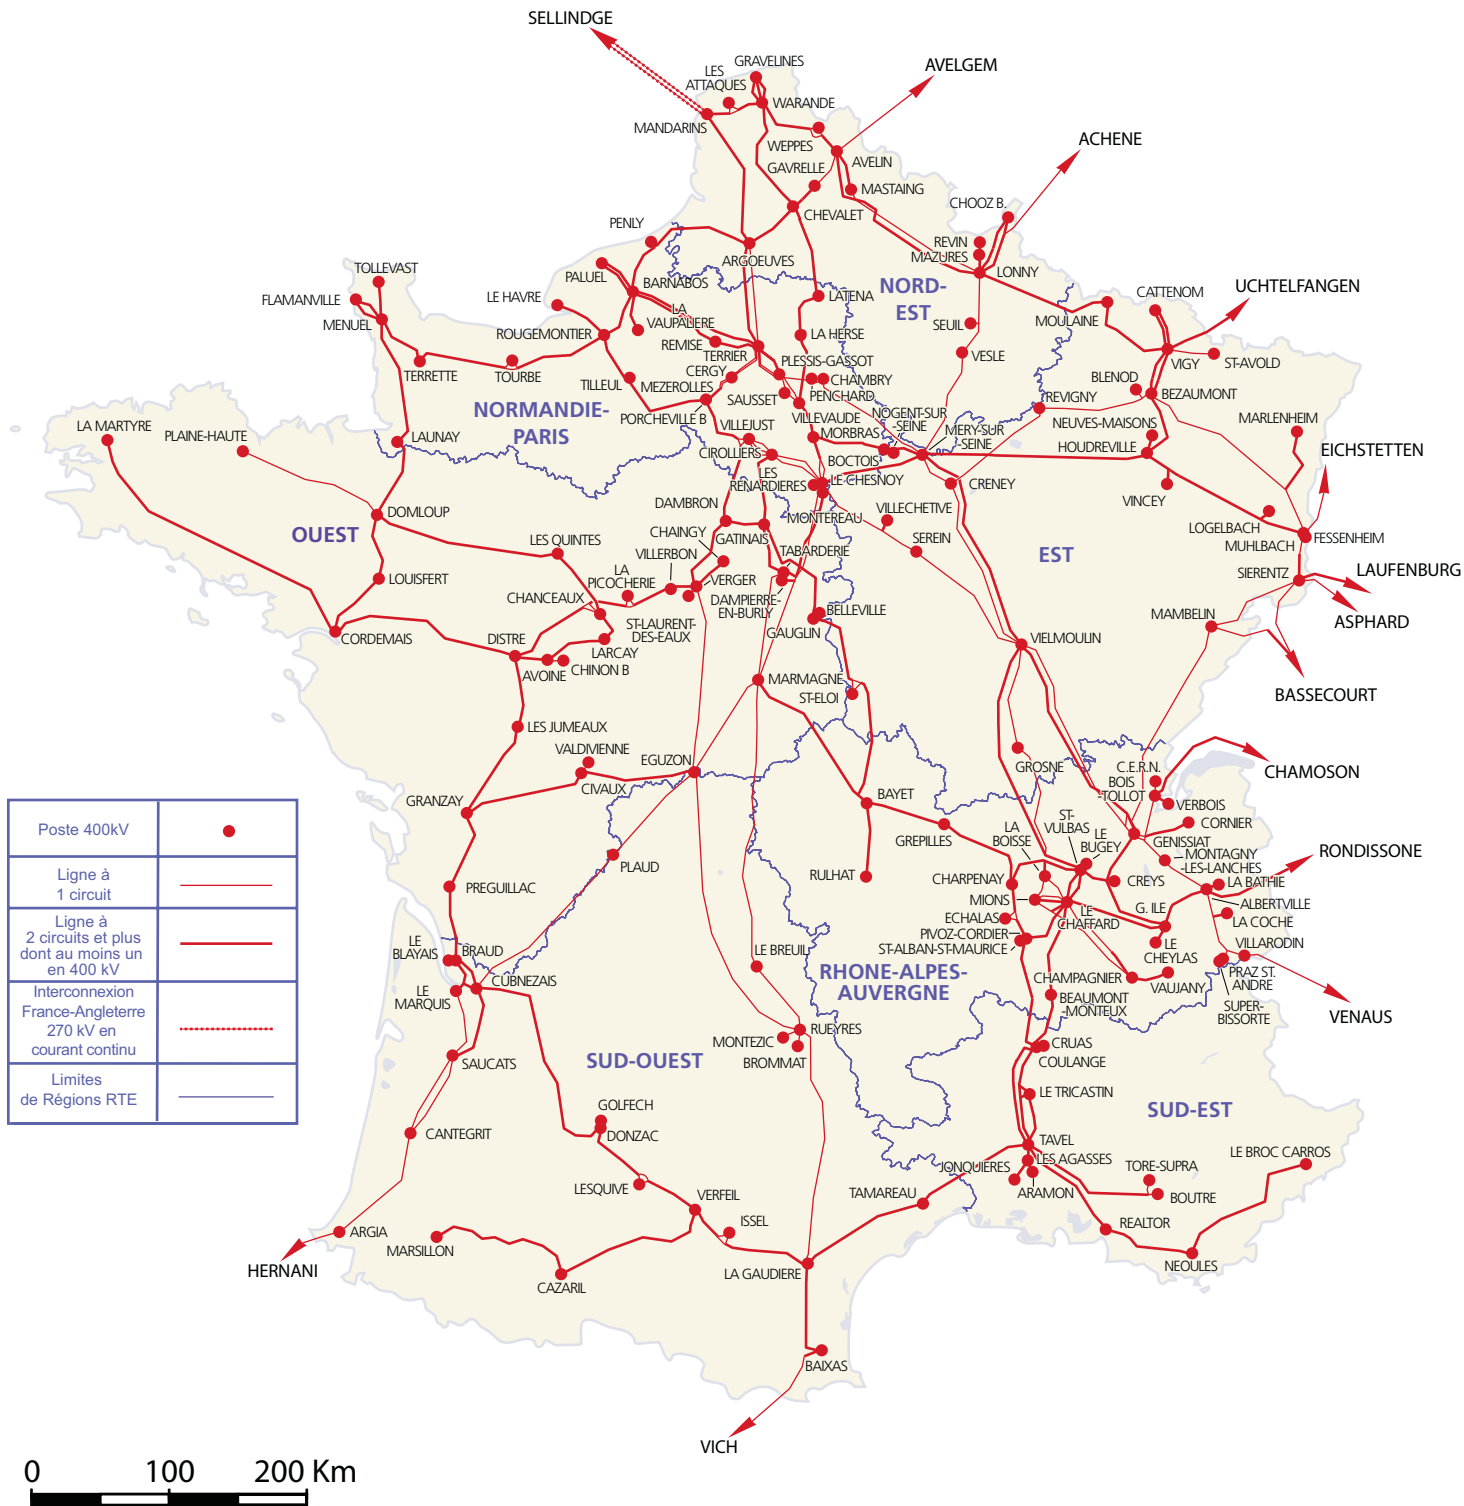 SELLINDGE
GRAVELINES
LES
ATTAQUES
AVELGEM
WARANDE
MANDARINS
ACHENE
WEPPES
AVELIN
GAVRELLE
MASTAING
CHOOZ B.
CHEVALET
PENLY
REVIN
MAZURES
ARGOEUVES
LONNY
TOLLEVAST
PALUEL
BARNABOS
NORD-
EST
UCHTELFANGEN
CATTENOM
FLAMANVILLE
LE HAVRE
LATENA
MOULAINE
MENUEL
LA
VAUPALIERE
ROUGEMONTIER
SEUIL
LA HERSE
REMISE
TERRIER
VESLE
VIGY
ST-AVOLD
PLESSIS-GASSOT
TERRETTE
TOURBE
CERGY
CHAMBRY
BLENOD
TILLEUL
MEZEROLLES
PENCHARD
REVIGNY
BEZAUMONT
SAUSSET
NORMANDIE-
PARIS
PORCHEVILLE B
NOGENT-SUR
-SEINE
VILLEVAUDE
MARLENHEIM
LA MARTYRE
VILLEJUST
MORBRAS
MERY-SUR
-SEINE
NEUVES-MAISONS
PLAINE-HAUTE
LAUNAY
HOUDREVILLE
EICHSTETTEN
CIROLLIERS
BOCTOIS
LES
RENARDIERES
LE CHESNOY
CRENEY
VINCEY
DAMBRON
MONTEREAU
VILLECHETIVE
DOMLOUP
LOGELBACH
OUEST
CHAINGY
GATINAIS
MUHLBACH
FESSENHEIM
LES QUINTES
VILLERBON
TABARDERIE
SEREIN
EST
LA
PICOCHERIE
SIERENTZ
LAUFENBURG
LOUISFERT
VERGER
DAMPIERRE-
EN-BURLY
CHANCEAUX
BELLEVILLE
MAMBELIN
ASPHARD
ST-LAURENT-
DES-EAUX
CORDEMAIS
DISTRE
GAUGLIN
LARCAY
AVOINE
CHINON B
VIELMOULIN
MARMAGNE
ST-ELOI
BASSECOURT
LES JUMEAUX
VALDIVIENNE
EGUZON
GROSNE
CIVAUX
C.E.R.N.
BOIS
-TOLLOT
CHAMOSON
GRANZAY
BAYET
VERBOIS
ST-
VULBAS
LE
BUGEY
LA
BOISSE
CORNIER
GREPILLES
GENISSIAT
MONTAGNY
-LES-LANCHES
RONDISSONE
PLAUD
PREGUILLAC
RULHAT
CHARPENAY
CREYS
LA BATHIE
MIONS
ALBERTVILLE
G. ILE
ECHALAS
LE
CHAFFARD
LA COCHE
PIVOZ-CORDIER
ST-ALBAN-ST-MAURICE
LE
BLAYAIS
BRAUD
LE
CHEYLAS
VILLARODIN
LE BREUIL
RHONE-ALPES-
AUVERGNE
CUBNEZAIS
CHAMPAGNIER
VAUJANY
PRAZ ST.
ANDRE
LE
MARQUIS
BEAUMONT
-MONTEUX
SUPER-
BISSORTE
VENAUS
RUEYRES
MONTEZIC
BROMMAT
CRUAS
COULANGE
SUD-OUEST
SAUCATS
LE TRICASTIN
SUD-EST
GOLFECH
DONZAC
CANTEGRIT
TAVEL
LES AGASSES
LE BROC CARROS
JONQUIERES
TORE-SUPRA
LESQUIVE
VERFEIL
TAMAREAU
ARAMON
BOUTRE
ISSEL
REALTOR
ARGIA
MARSILLON
HERNANI
LA GAUDIERE
NEOULES
CAZARIL
BAIXAS
VICH
Poste 400kV
Ligne à
1 circuit
Ligne à
2 circuits et plus
dont au moins un
en 400 kV
Interconnexion
France-Angleterre
270 kV en
courant continu
Limites
de Régions RTE
0 100 200 Km